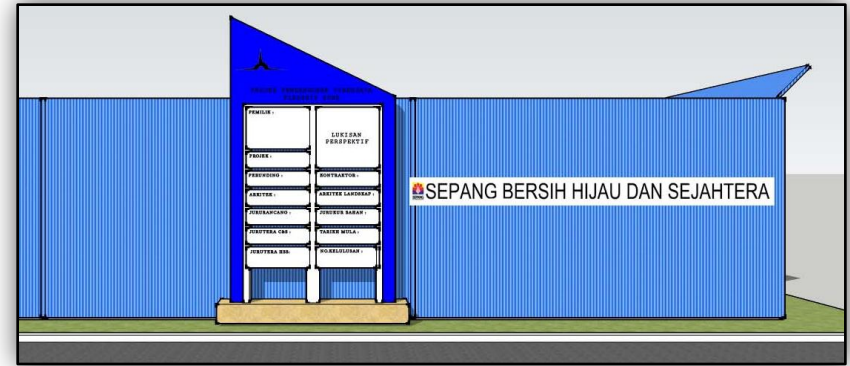 PEMILIK :
LUKISAN
PERSPEKTIF
PROJEK :
PERUNDING :
KONTRAKTOR :
ARKITEK :
ARKITEK LANDSKAP :
JURURANCANG :
JURUKUR BAHAN :
JURUTERA C&S :
TARIKH MULA :
JURUTERA M&E:
NO.KELULUSAN :
SEPANG BERSIH HIJAU DAN SEJAHTERA